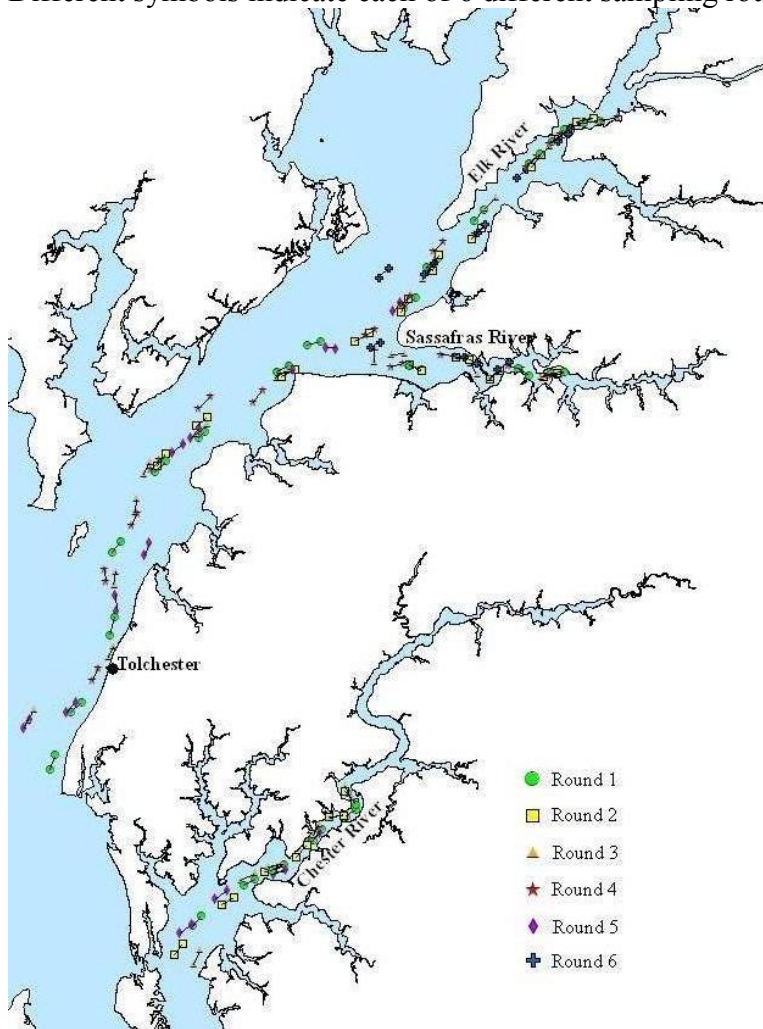 Different symbols indicate each of 6 different sampling rou
Elk River
Sassafras River
Tolchester
Chester River
Round 1
Round 2
Round 3
Round 4
Round 5
Round 6